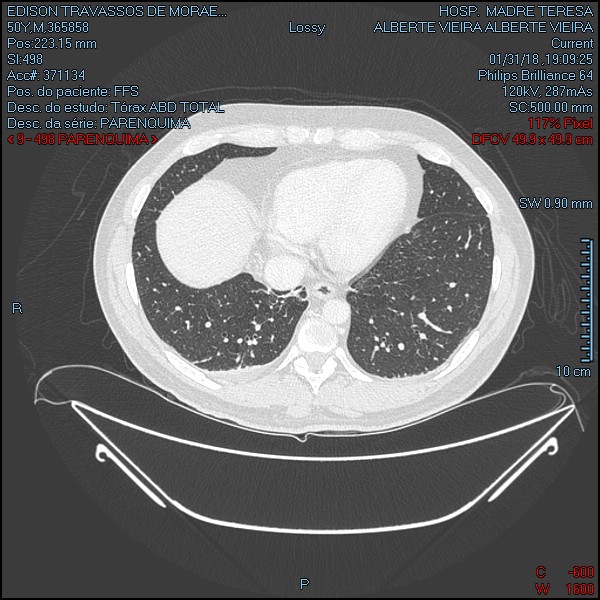 EDISON TRAVASSOS DE MORAE...
50Y,M,365858
Pos:223.15 mm
SI:498
Acc#: 371134
Pos. do paciente: FFS
Desc. do estudo: Tórax ABD TOTAL
Desc. da série: PARENQUIMA
< 9 - 498 PARENQUIMA >
Lossy
HOSP. MADRE TERESA
ALBERTE VIEIRA ALBERTE VIEIRA
Current
01/31/18 ,19:09:25
Philips Brilliance 64
120kV, 287mAs
SC:500.00 mm
117% Pixel
DFOV 49.9 x 49.9 cm
SW 0.90 mm
R
10 cm
P
C -600
W 1600